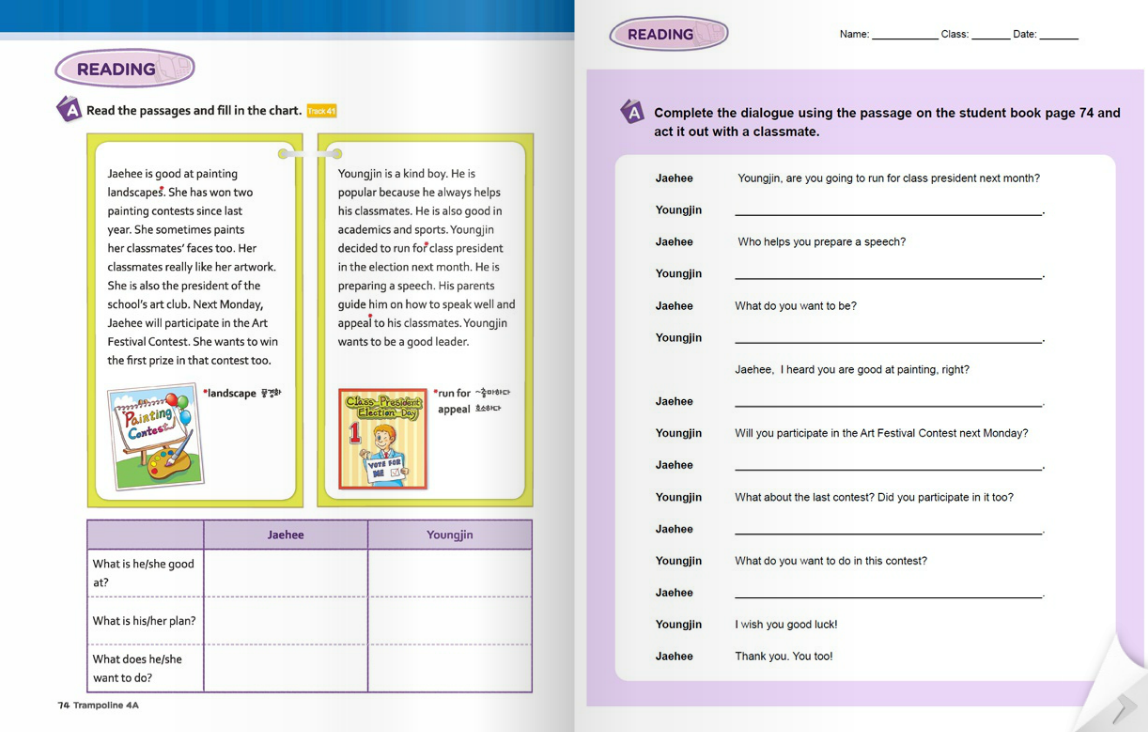 READING
A Read the passages and fill in the chart. Track 41
Jaehee is good at painting
landscapes*. She has won two
painting contests since last
year. She sometimes paints
her classmates' faces too. Her
classmates really like her artwork.
She is also the president of the
school's art club. Next Monday,
Jaehee will participate in the Art
Festival Contest. She wants to win
the first prize in that contest too.
Painting
Contest
*landscape 풍경화
Youngjin is a kind boy. He is
popular because he always helps
his classmates. He is also good in
academics and sports. Youngjin
decided to run for* class president
in the election next month. He is
preparing a speech. His parents
guide him on how to speak well and
appeal* to his classmates. Youngjin
wants to be a good leader.
Class President
Election Day
1
VOTE FOR
ME
*run for ~출마하다
appeal 호소하다
Jaehee Youngjin
What is he/she good
at?
What is his/her plan?
What does he/she
want to do?
74 Trampoline 4A
READING
Name: ____________ Class: _______ Date: _______
A Complete the dialogue using the passage on the student book page 74 and
act it out with a classmate.
Jaehee Youngjin, are you going to run for class president next month?
Youngjin ____________________.
Jaehee Who helps you prepare a speech?
Youngjin ____________________.
Jaehee What do you want to be?
Youngjin ____________________.
Jaehee, I heard you are good at painting, right?
Jaehee ____________________.
Youngjin Will you participate in the Art Festival Contest next Monday?
Jaehee ____________________.
Youngjin What about the last contest? Did you participate in it too?
Jaehee ____________________.
Youngjin What do you want to do in this contest?
Jaehee ____________________.
Youngjin I wish you good luck!
Jaehee Thank you. You too!